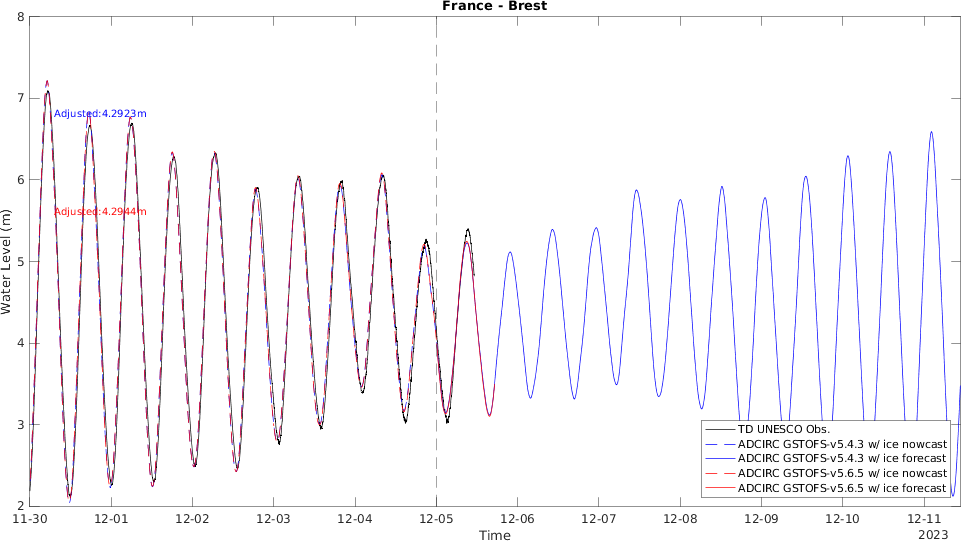 France - Brest
8
7
6
5
4
3
2
Water Level (m)
Adjusted:4.2923m
Adjusted:4.2944m
TD UNESCO Obs.
ADCIRC GSTOFS-v5.4.3 w/ ice nowcast
ADCIRC GSTOFS-v5.4.3 w/ ice forecast
ADCIRC GSTOFS-v5.6.5 w/ ice nowcast
ADCIRC GSTOFS-v5.6.5 w/ ice forecast
11-30 12-01 12-02 12-03 12-04 12-05 12-06 12-07 12-08 12-09 12-10 12-11
Time
2023